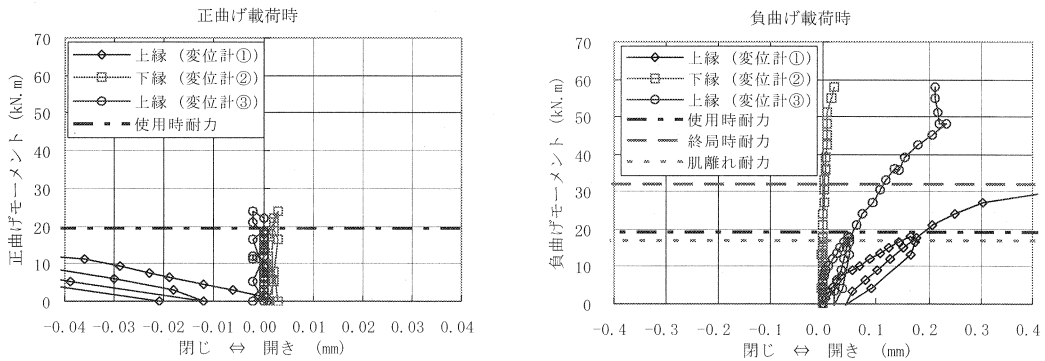 正曲げ載荷時
正曲げモーメント (kN.m)
70
60
50
40
30
20
10
0
上縁 (変位計①)
下縁 (変位計②)
上縁 (変位計③)
使用時耐力
-0.04 -0.03 -0.02 -0.01 0.00 0.01 0.02 0.03 0.04
閉じ ⇔ 開き (mm)
負曲げ載荷時
負曲げモーメント (kN.m)
70
60
50
40
30
20
10
0
上縁 (変位計①)
下縁 (変位計②)
上縁 (変位計③)
使用時耐力
終局時耐力
肌離れ耐力
-0.4 -0.3 -0.2 -0.1 0.0 0.1 0.2 0.3 0.4
閉じ ⇔ 開き (mm)